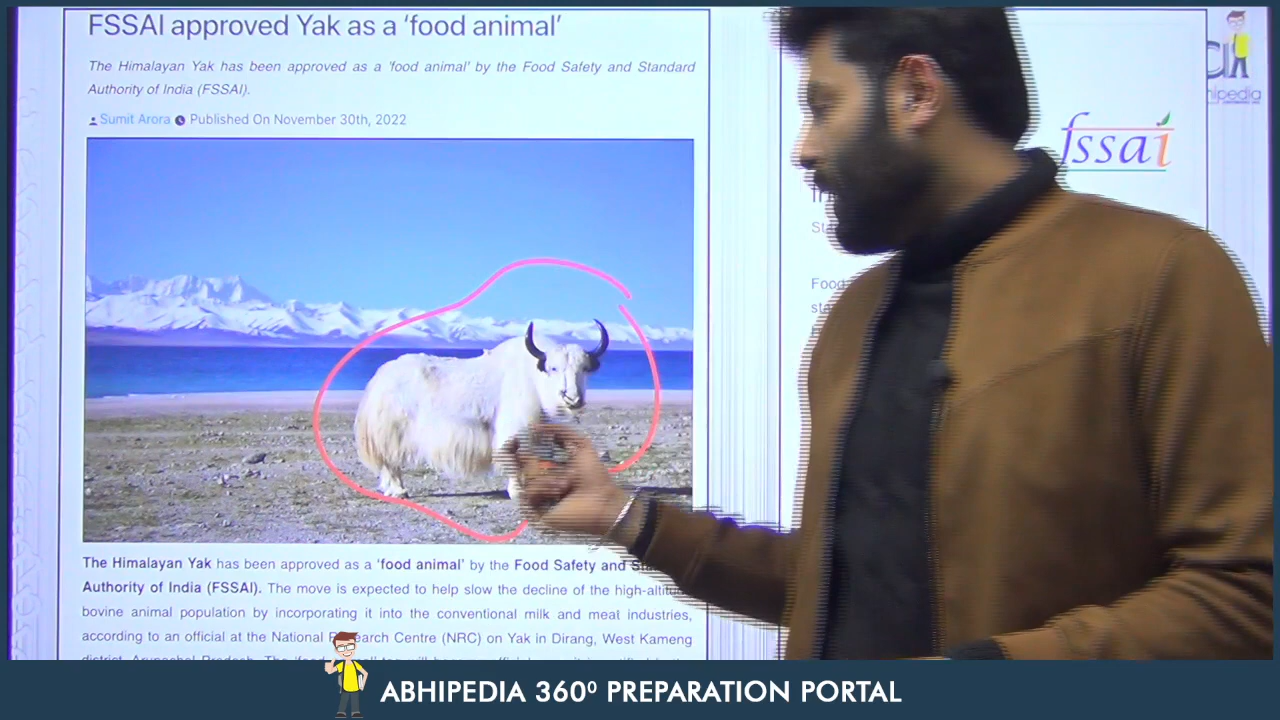 FSSAI approved Yak as a ‘food animal’
The Himalayan Yak has been approved as a 'food animal' by the Food Safety and Standard
Authority of India (FSSAI).
Sumit Arora Published On November 30th, 2022
The Himalayan Yak has been approved as a 'food animal' by the Food Safety and
Authority of India (FSSAI). The move is expected to help slow the decline of the
bovine animal population by incorporating it into the conventional milk and meat industries,
according to an official at the National Research Centre (NRC) on Yak in Dirang, West Kameng
fssai
Food
ABHIPEDIA 360⁰ PREPARATION PORTAL